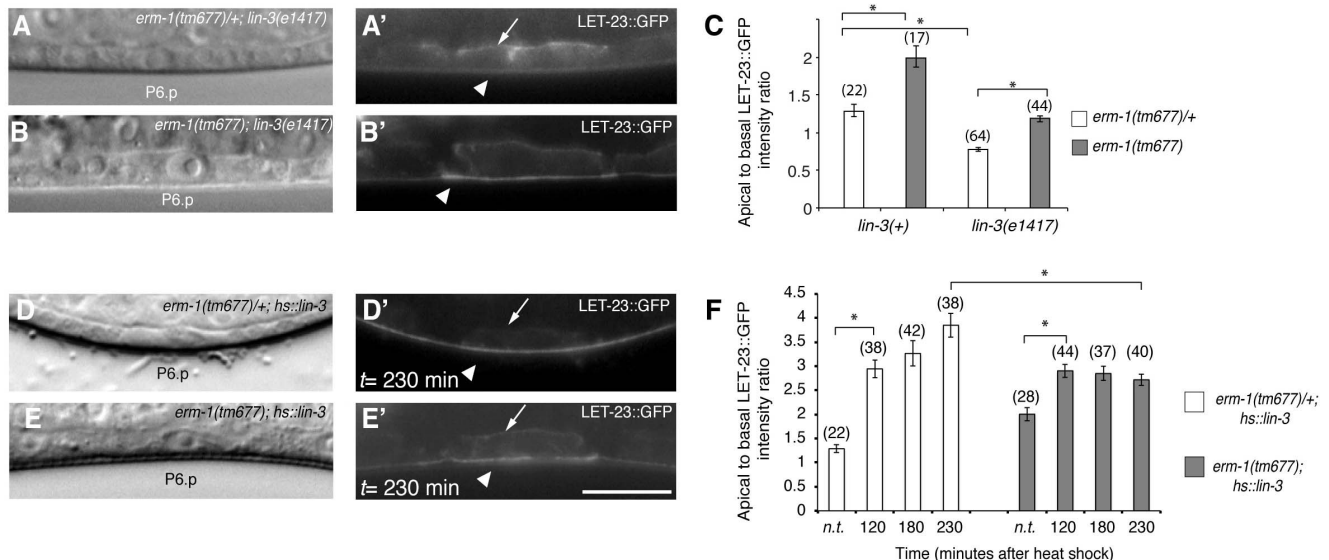 A
erm-1(tm677)/+; lin-3(e1417)
P6.p
A’
LET-23::GFP
B
erm-1(tm677); lin-3(e1417)
P6.p
B’
LET-23::GFP
C
Apical to basal LET-23::GFP
intensity ratio
2
1.5
1
0.5
0
*
*
*
(22)
(17)
(64)
(44)
lin-3(+)
lin-3(e1417)
erm-1(tm677)/+
erm-1(tm677)
D
erm-1(tm677)/+; hs::lin-3
P6.p
D’
LET-23::GFP
t= 230 min
E
erm-1(tm677); hs::lin-3
P6.p
E’
LET-23::GFP
t= 230 min
F
Apical to basal LET-23::GFP
intensity ratio
4.5
4
3.5
3
2.5
2
1.5
1
0.5
0
*
*
*
(22)
(38)
(42)
(38)
(28)
(44)
(37)
(40)
n.t.
120
180
230
n.t.
120
180
230
Time (minutes after heat shock)
erm-1(tm677)/+;
hs::lin-3
erm-1(tm677);
hs::lin-3